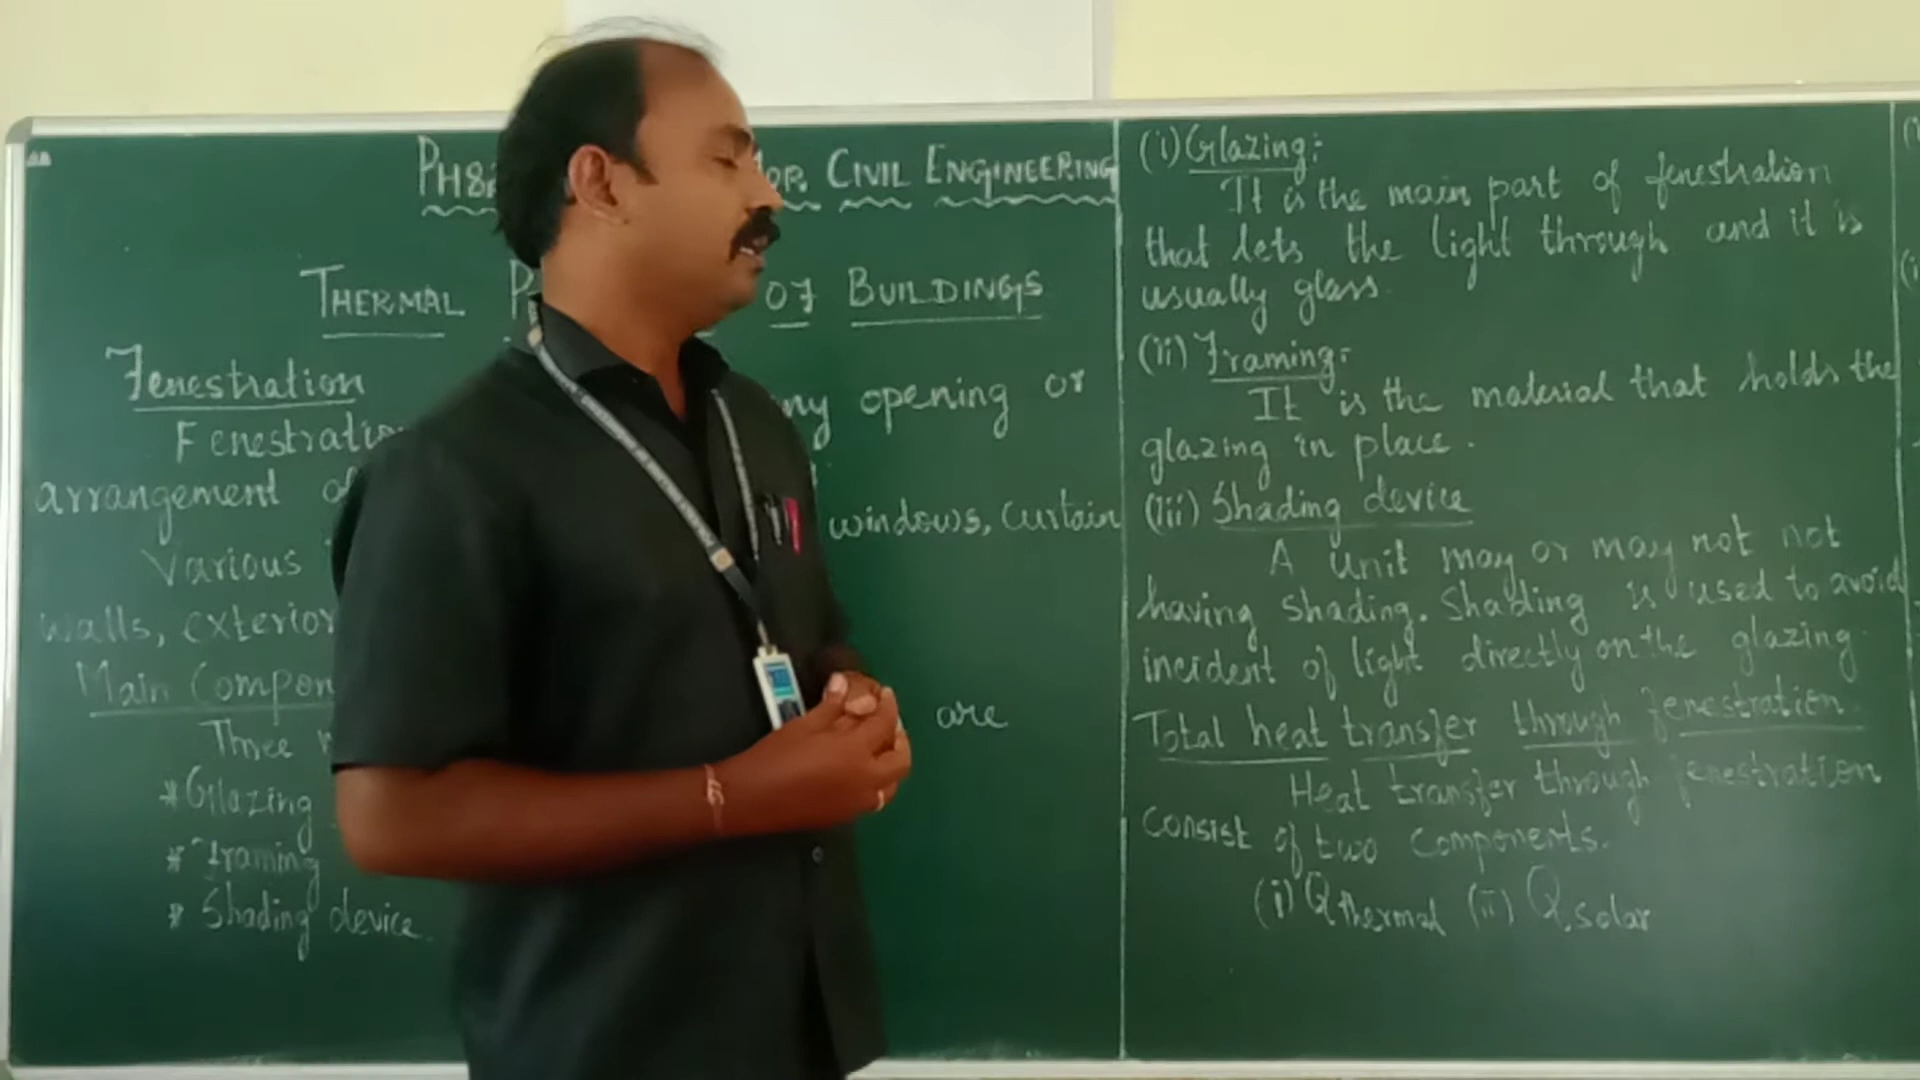 CIVIL ENGINEERING
THERMAL OF BUILDINGS
Fenestration
opening or
arrangement
Various windows, Curtain
walls, exterior
Main
Three are
* Glazing
* Framing
* Shading device.
(i) Glazing:-
It is the main part of fenestration
that lets the light through and it is
usually glass.
(ii) Framing:-
It is the material that holds the
glazing in place.
(iii) Shading device
A unit may or may not not
having shading. Shading is used to avoid
incident of light directly on the glazing.
Total heat transfer through fenestration.
Heat transfer through fenestration
consist of two components.
(i) Q thermal (ii) Q solar